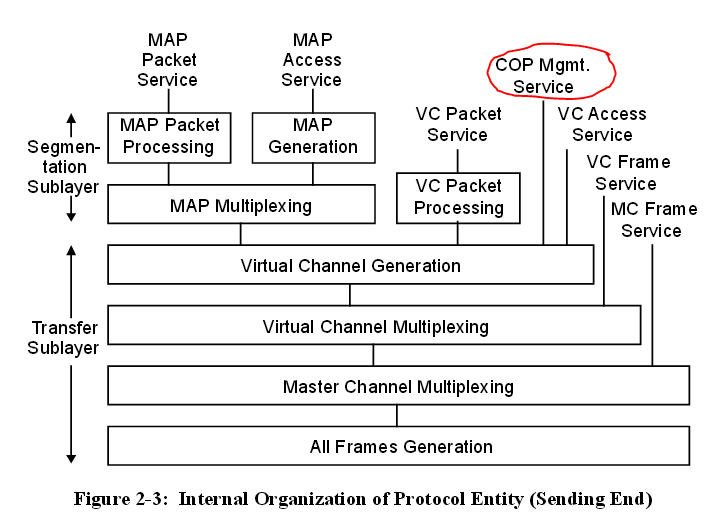 MAP
Packet
Service
MAP
Access
Service
COP Mgmt.
Service
MAP Packet
Processing
MAP
Generation
VC Packet
Service
VC Access
Service
Segmen-
tation
Sublayer
VC Frame
Service
MAP Multiplexing
VC Packet
Processing
MC Frame
Service
Virtual Channel Generation
Transfer
Sublayer
Virtual Channel Multiplexing
Master Channel Multiplexing
All Frames Generation
Figure 2-3: Internal Organization of Protocol Entity (Sending End)